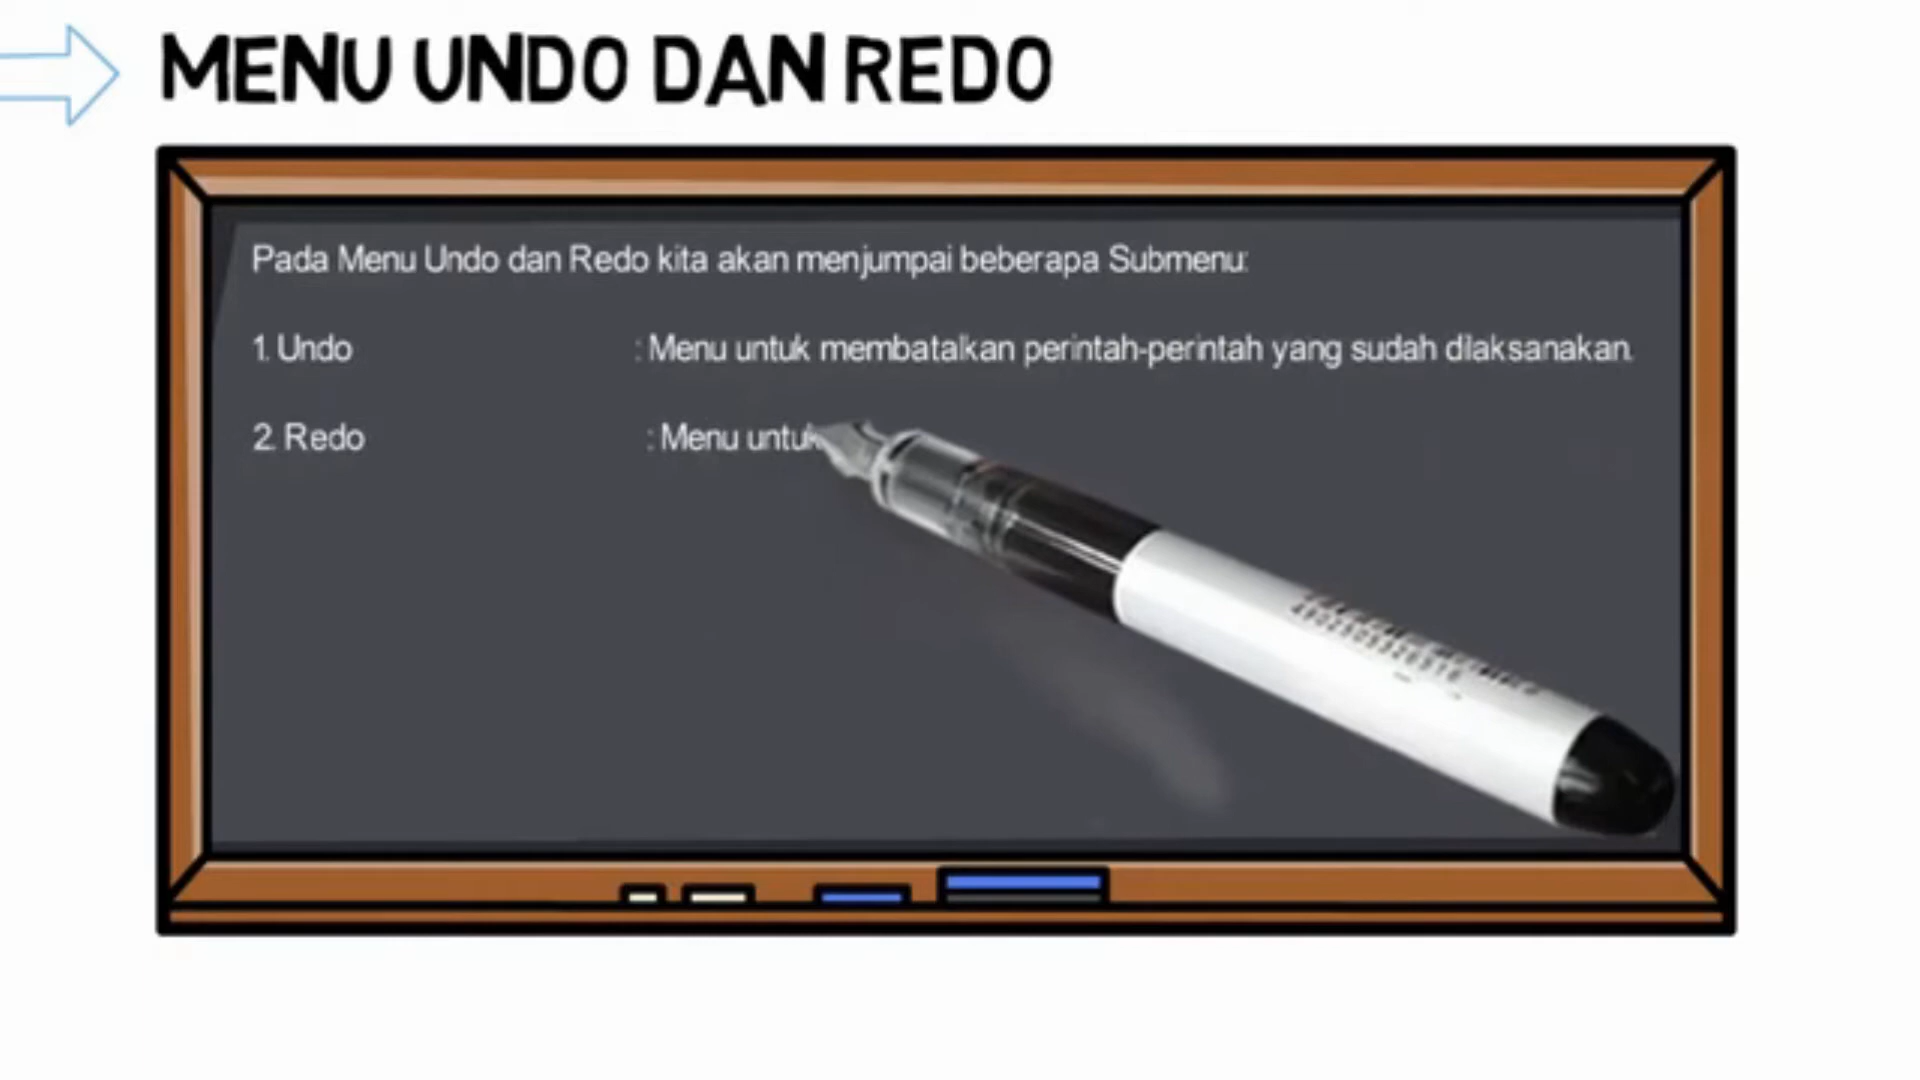 MENU UNDO DAN REDO
Pada Menu Undo dan Redo kita akan menjumpai beberapa Submenu:
1. Undo : Menu untuk membatalkan perintah-perintah yang sudah dilaksanakan.
2. Redo : Menu untuk